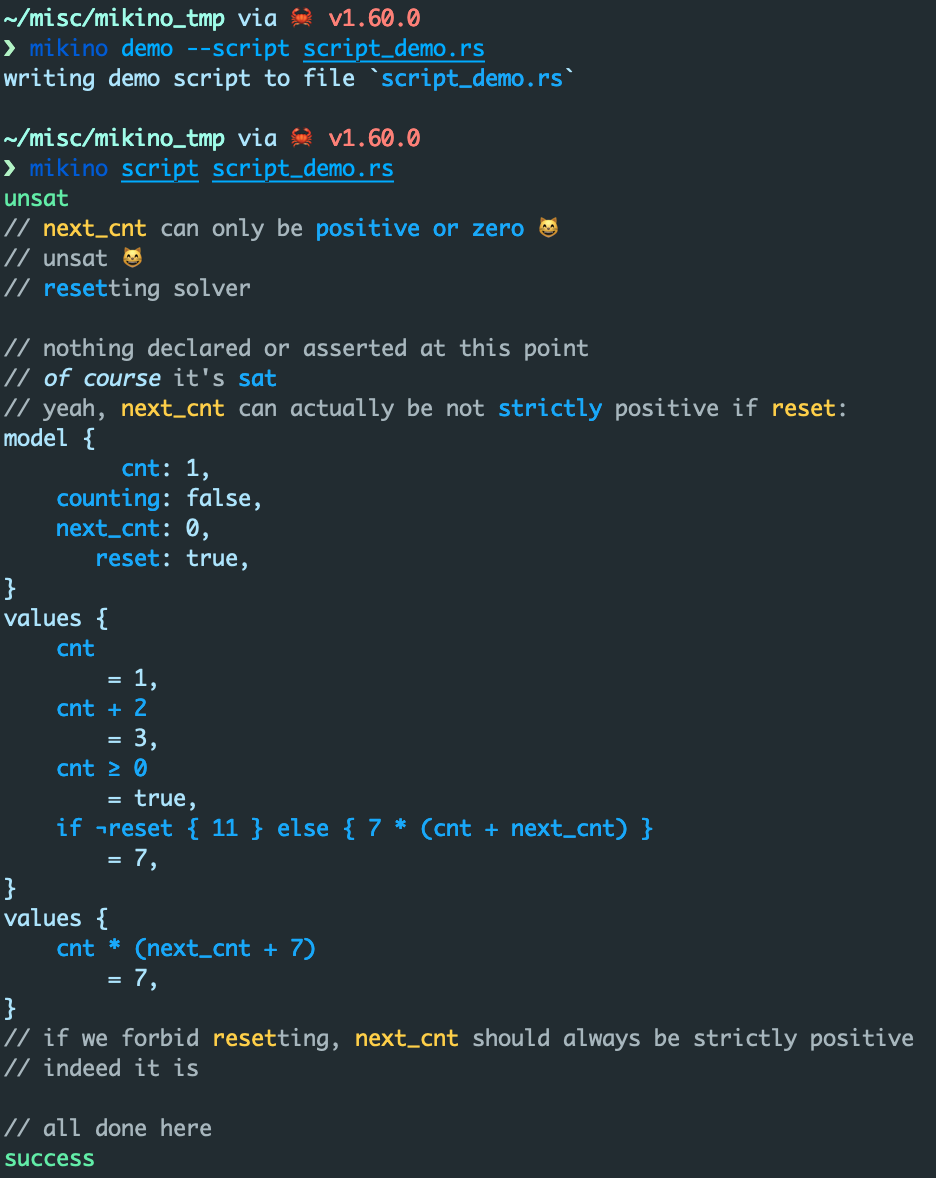 ~/misc/mikino_tmp via 🦀 v1.60.0
❯ mikino demo --script script_demo.rs
writing demo script to file `script_demo.rs`

~/misc/mikino_tmp via 🦀 v1.60.0
❯ mikino script script_demo.rs
unsat
// next_cnt can only be positive or zero 😸
// unsat 😸
// resetting solver

// nothing declared or asserted at this point
// of course it's sat
// yeah, next_cnt can actually be not strictly positive if reset:
model {
         cnt: 1,
    counting: false,
    next_cnt: 0,
       reset: true,
}
values {
    cnt
        = 1,
    cnt + 2
        = 3,
    cnt ≥ 0
        = true,
    if ¬reset { 11 } else { 7 * (cnt + next_cnt) }
        = 7,
}
values {
    cnt * (next_cnt + 7)
        = 7,
}
// if we forbid resetting, next_cnt should always be strictly positive
// indeed it is

// all done here
success